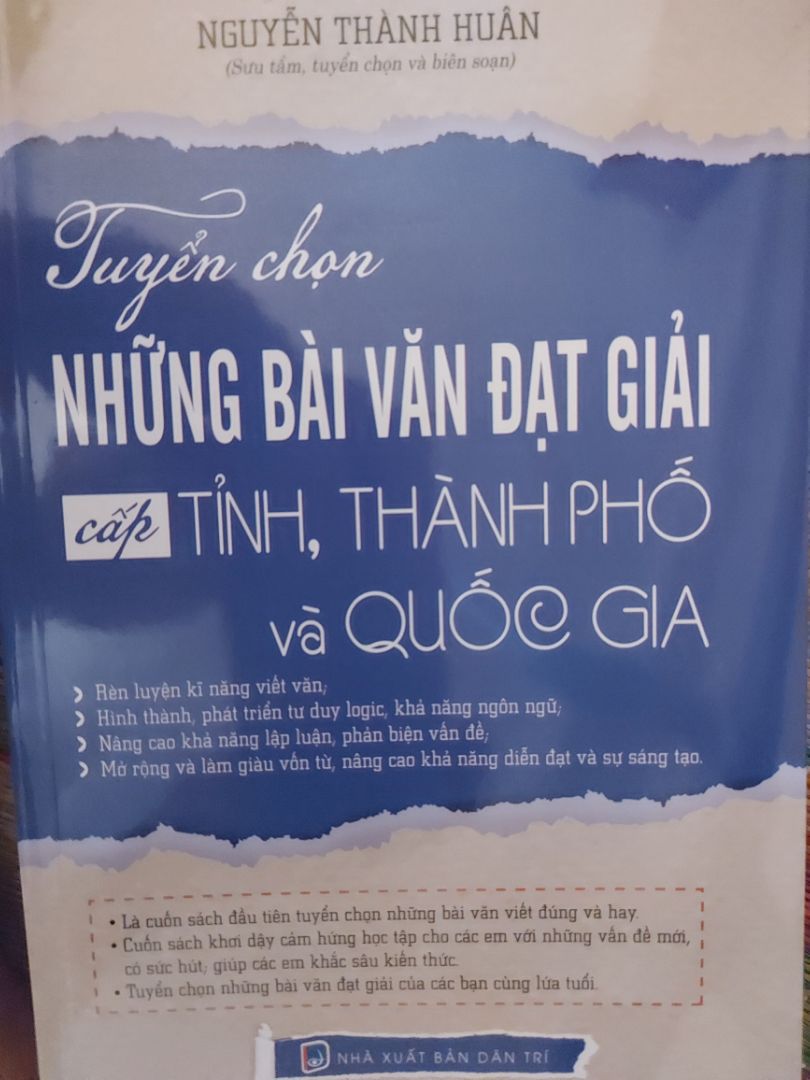 NGUYỄN THÀNH HUÂN
(Sưu tầm, tuyển chọn và biên soạn)
Tuyển chọn
NHỮNG BÀI VĂN ĐẠT GIẢI
cấp TỈNH, THÀNH PHỐ
và QUỐC GIA
Rèn luyện kĩ năng viết văn;
Hình thành, phát triển tư duy logic, khả năng ngôn ngữ;
Nâng cao khả năng lập luận, phản biện vấn đề;
Mở rộng và làm giàu vốn từ, nâng cao khả năng diễn đạt và sự sáng tạo.
• Là cuốn sách đầu tiên tuyển chọn những bài văn viết đúng và hay.
• Cuốn sách khơi dậy cảm hứng học tập cho các em với những vấn đề mới,
có sức hút; giúp các em khắc sâu kiến thức.
• Tuyển chọn những bài văn đạt giải của các bạn cùng lứa tuổi.
NHÀ XUẤT BẢN DÂN TRÍ